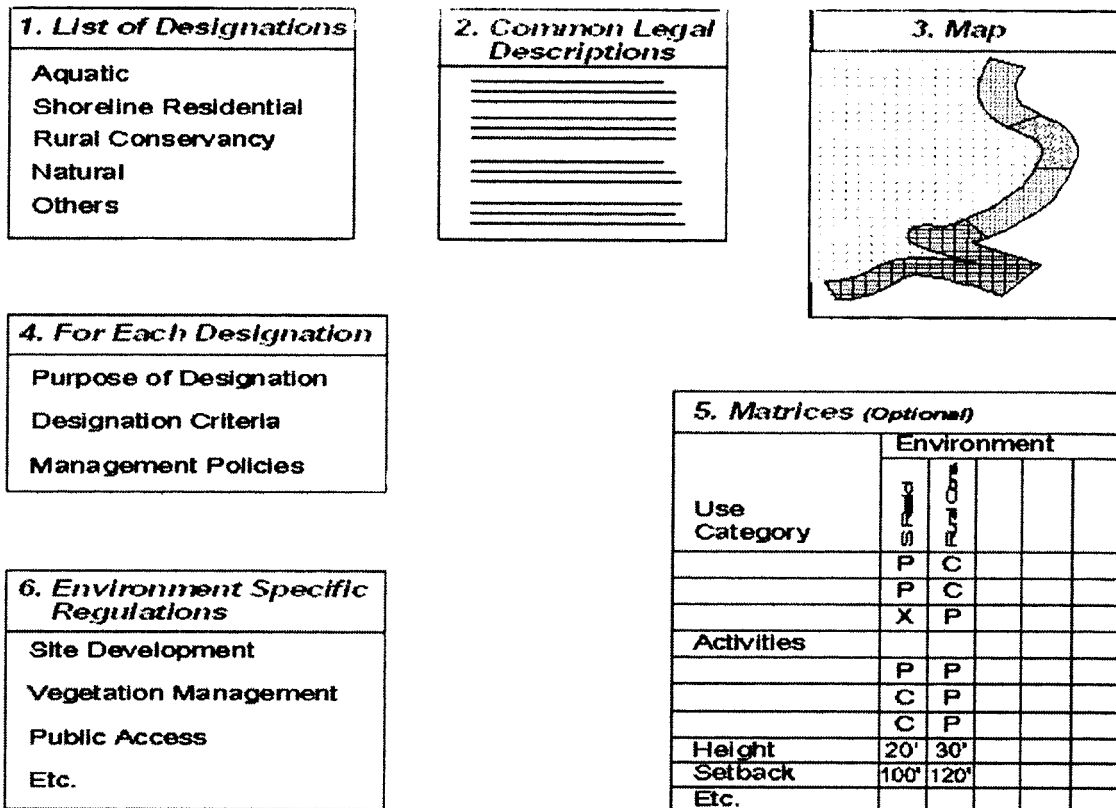 1. List of Designations
Aquatic
Shoreline Residential
Rural Conservancy
Natural
Others
2. Common Legal
Descriptions
3. Map
4. For Each Designation
Purpose of Designation
Designation Criteria
Management Policies
5. Matrices (Optional)
Environment
Use
Category
Rural Cons.
P C
P C
X P
Activities
P P
C P
C P
Height 20' 30'
Setback 100' 120'
Etc.
6. Environment Specific
Regulations
Site Development
Vegetation Management
Public Access
Etc.